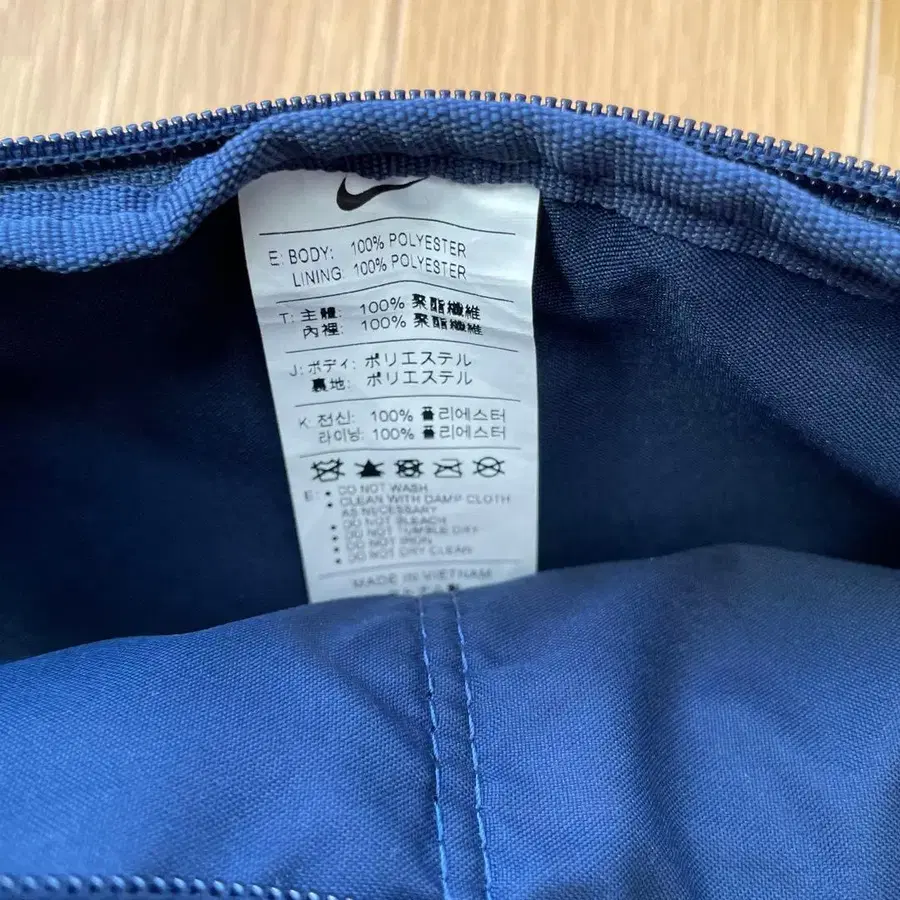 E: BODY: 100% POLYESTER
LINING: 100% POLYESTER
T: 主體: 100% 聚酯纖維
內裡: 100% 聚酯纖維
J: ボディ: ポリエステル
裏地: ポリエステル
K: 전신: 100% 폴리에스터
라이닝: 100% 폴리에스터
E: • DO NOT WASH
• CLEAN WITH DAMP CLOTH
AS NECESSARY
• DO NOT BLEACH
• DO NOT TUMBLE DRY
• DO NOT IRON
• DO NOT DRY CLEAN
MADE IN VIETNAM